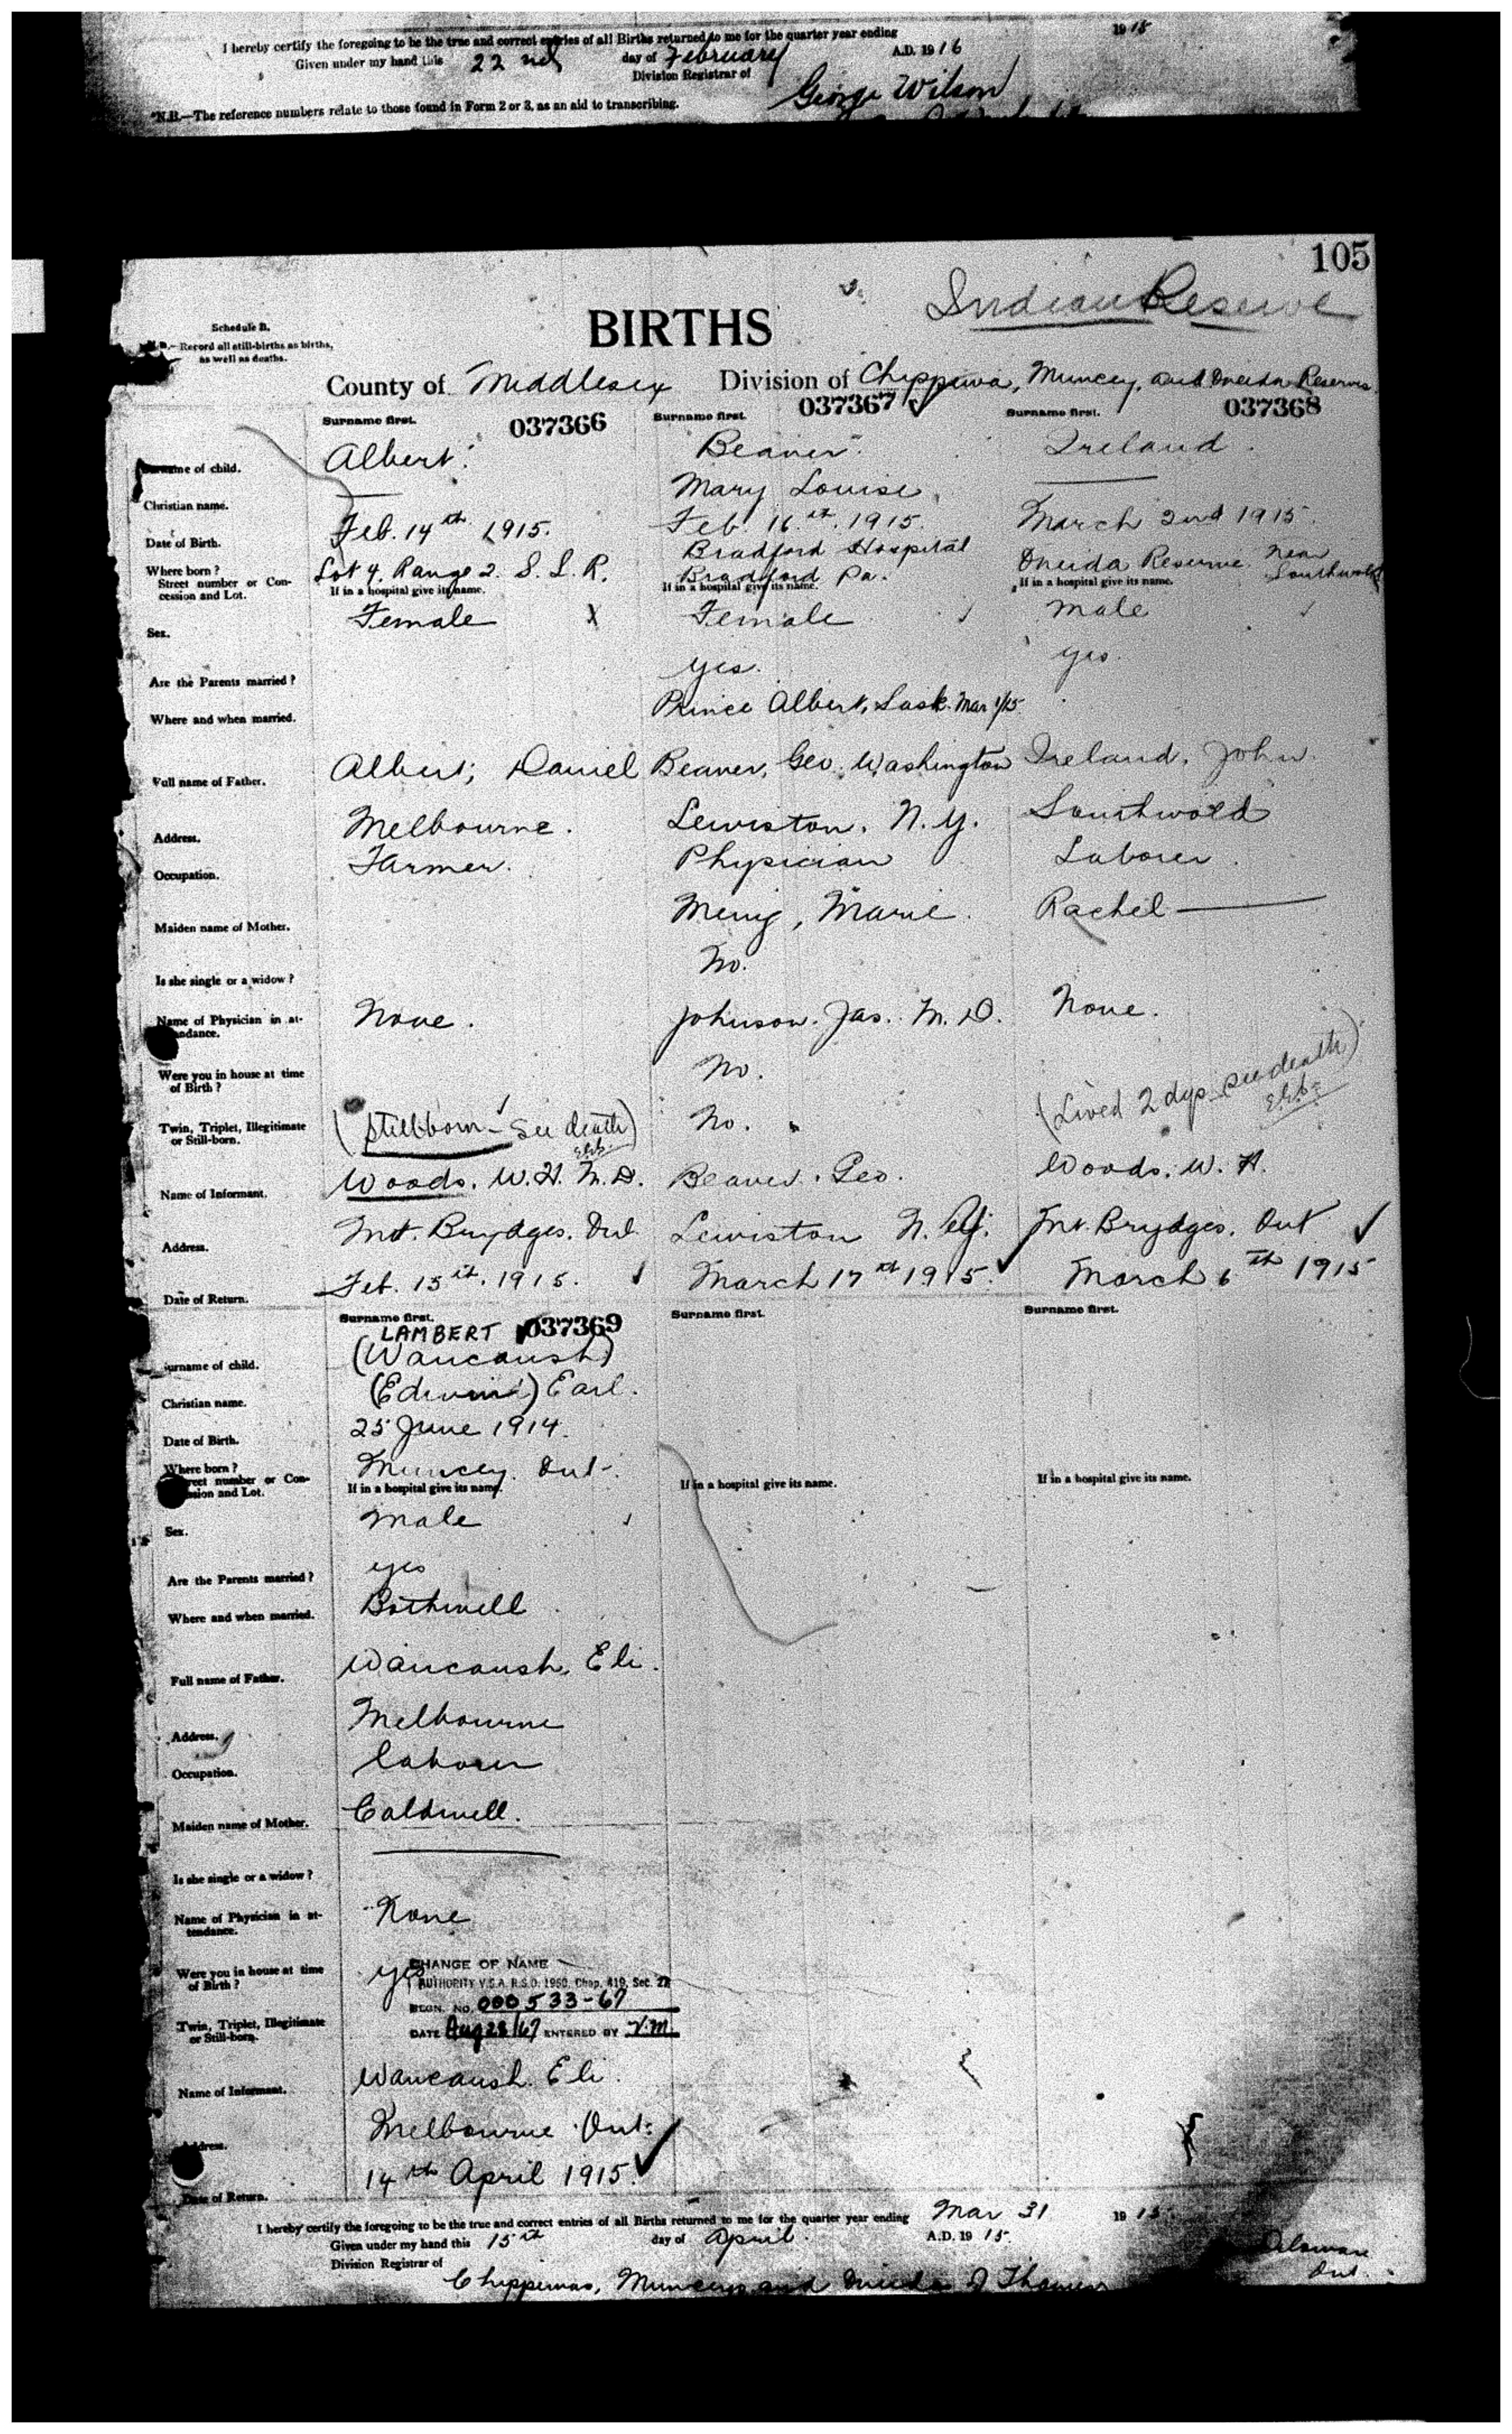 I hereby certify the foregoing to be the true and correct entries of all Births returned to me for the quarter year ending 1915
Given under my hand this 22nd day of February A.D. 1916
Division Registrar of
George Wilson
*N.B.—The reference numbers relate to those found in Form 2 or 3, as an aid to transcribing.
105
Indian Reserve
Schedule B.
N.B.—Record all still-births as births,
as well as deaths.
BIRTHS
County of Middlesex Division of Chippewa, Muncey, and Oneida Reserves
Surname first. 037366 Surname first. 037367 Surname first. 037368
Surname of child. Albert. Beaver. Ireland.
Christian name. — Mary Louise —
Date of Birth. Feb. 14th 1915. Feb. 16th. 1915. March 2nd 1915.
Where born?
Street number or Concession and Lot. Lot 4. Range 2. S. L. R. Bradford Hospital Bradford Pa. Oneida Reserve near Southwold
If in a hospital give its name. If in a hospital give its name. If in a hospital give its name.
Sex. Female X Female Male
Are the Parents married? yes. yes.
Where and when married. Prince Albert, Sask. Mar 1/15
Full name of Father. Albert, Daniel Beaver, Geo. Washington Ireland, John.
Address. Melbourne. Lewiston, N.Y. Southwold
Occupation. Farmer. Physician Laborer.
Maiden name of Mother. , Marie. Rachel —
Is she single or a widow? No.
Name of Physician in attendance. None. Johnson. Jas. M. D. None.
Were you in house at time
of Birth? No.
Twin, Triplet, Illegitimate
or Still-born. (Stillborn - See death) No. (Lived 2 dys. see death)
Name of Informant. Woods. W. H. M. D. Beaver. Geo. Woods. W. H.
Address. Mt. Brydges. Ont. Lewiston N.Y. Mt. Brydges. Ont
Date of Return. Feb. 15th. 1915. March 17th 1915. March 6th 1915
Surname first. 037369 Surname first. Surname first.
LAMBERT
Surname of child. (Waucaush)
Christian name. (Edwin) Earl.
Date of Birth. 25 June 1914.
Where born?
Street number or Concession and Lot. Muncey. Ont.
If in a hospital give its name. If in a hospital give its name. If in a hospital give its name.
Sex. Male
Are the Parents married? yes
Where and when married. Bothwell
Full name of Father. Waucaush, Eli.
Address. Melbourne
Occupation. laborer
Maiden name of Mother. Caldwell.
Is she single or a widow? —
Name of Physician in attendance. None
Were you in house at time
of Birth? yes
CHANGE OF NAME
AUTHORITY V.S.A. R.S.O. 1960, Chap. 419, Sec. 27
REGN. NO. 000533-67
DATE Aug 28/67 ENTERED BY V.M.
Twin, Triplet, Illegitimate
or Still-born.
Name of Informant. Waucaush. Eli.
Address. Melbourne Ont.
Date of Return. 14th April 1915.
I hereby certify the foregoing to be the true and correct entries of all Births returned to me for the quarter year ending Mar 31 1915
Given under my hand this 15th day of April A.D. 1915.
Division Registrar of
Chippewas, Munceys and Oneidas
Delaware
Ont.